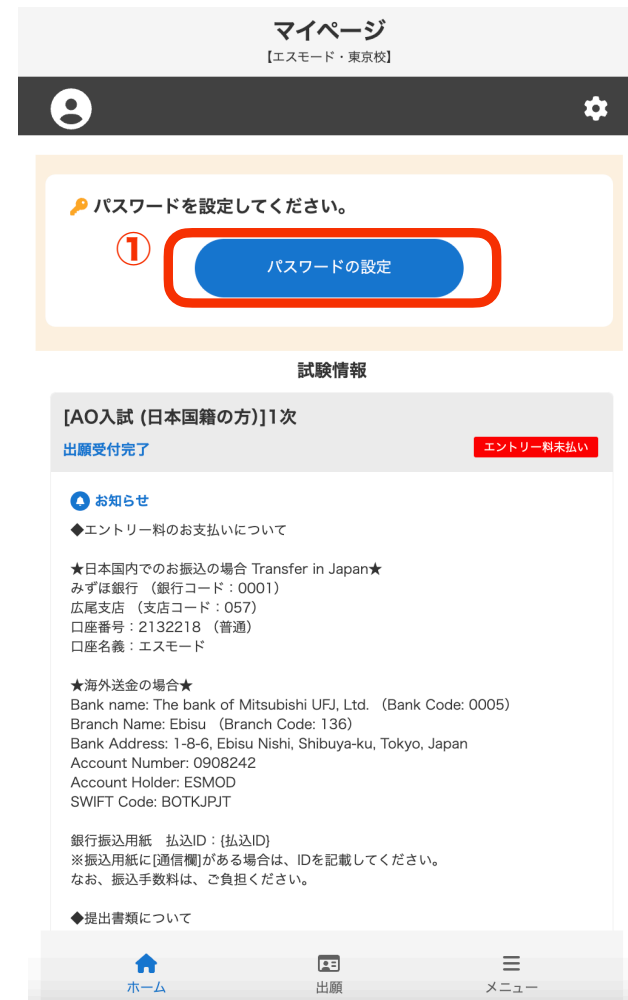 マイページ
【エスモード・東京校】
パスワードを設定してください。
①
パスワードの設定
試験情報
[AO入試 (日本国籍の方)]1次
出願受付完了
エントリー料未払い
お知らせ
◆エントリー料のお支払いについて
★日本国内でのお振込の場合 Transfer in Japan★
みずほ銀行 （銀行コード：0001）
広尾支店 （支店コード：057）
口座番号：2132218 （普通）
口座名義：エスモード
★海外送金の場合★
Bank name: The bank of Mitsubishi UFJ, Ltd. （Bank Code: 0005）
Branch Name: Ebisu （Branch Code: 136）
Bank Address: 1-8-6, Ebisu Nishi, Shibuya-ku, Tokyo, Japan
Account Number: 0908242
Account Holder: ESMOD
SWIFT Code: BOTKJPJT
銀行振込用紙　払込ID：{払込ID}
※振込用紙に[通信欄]がある場合は、IDを記載してください。
なお、振込手数料は、ご負担ください。
◆提出書類について
ホーム
出願
メニュー